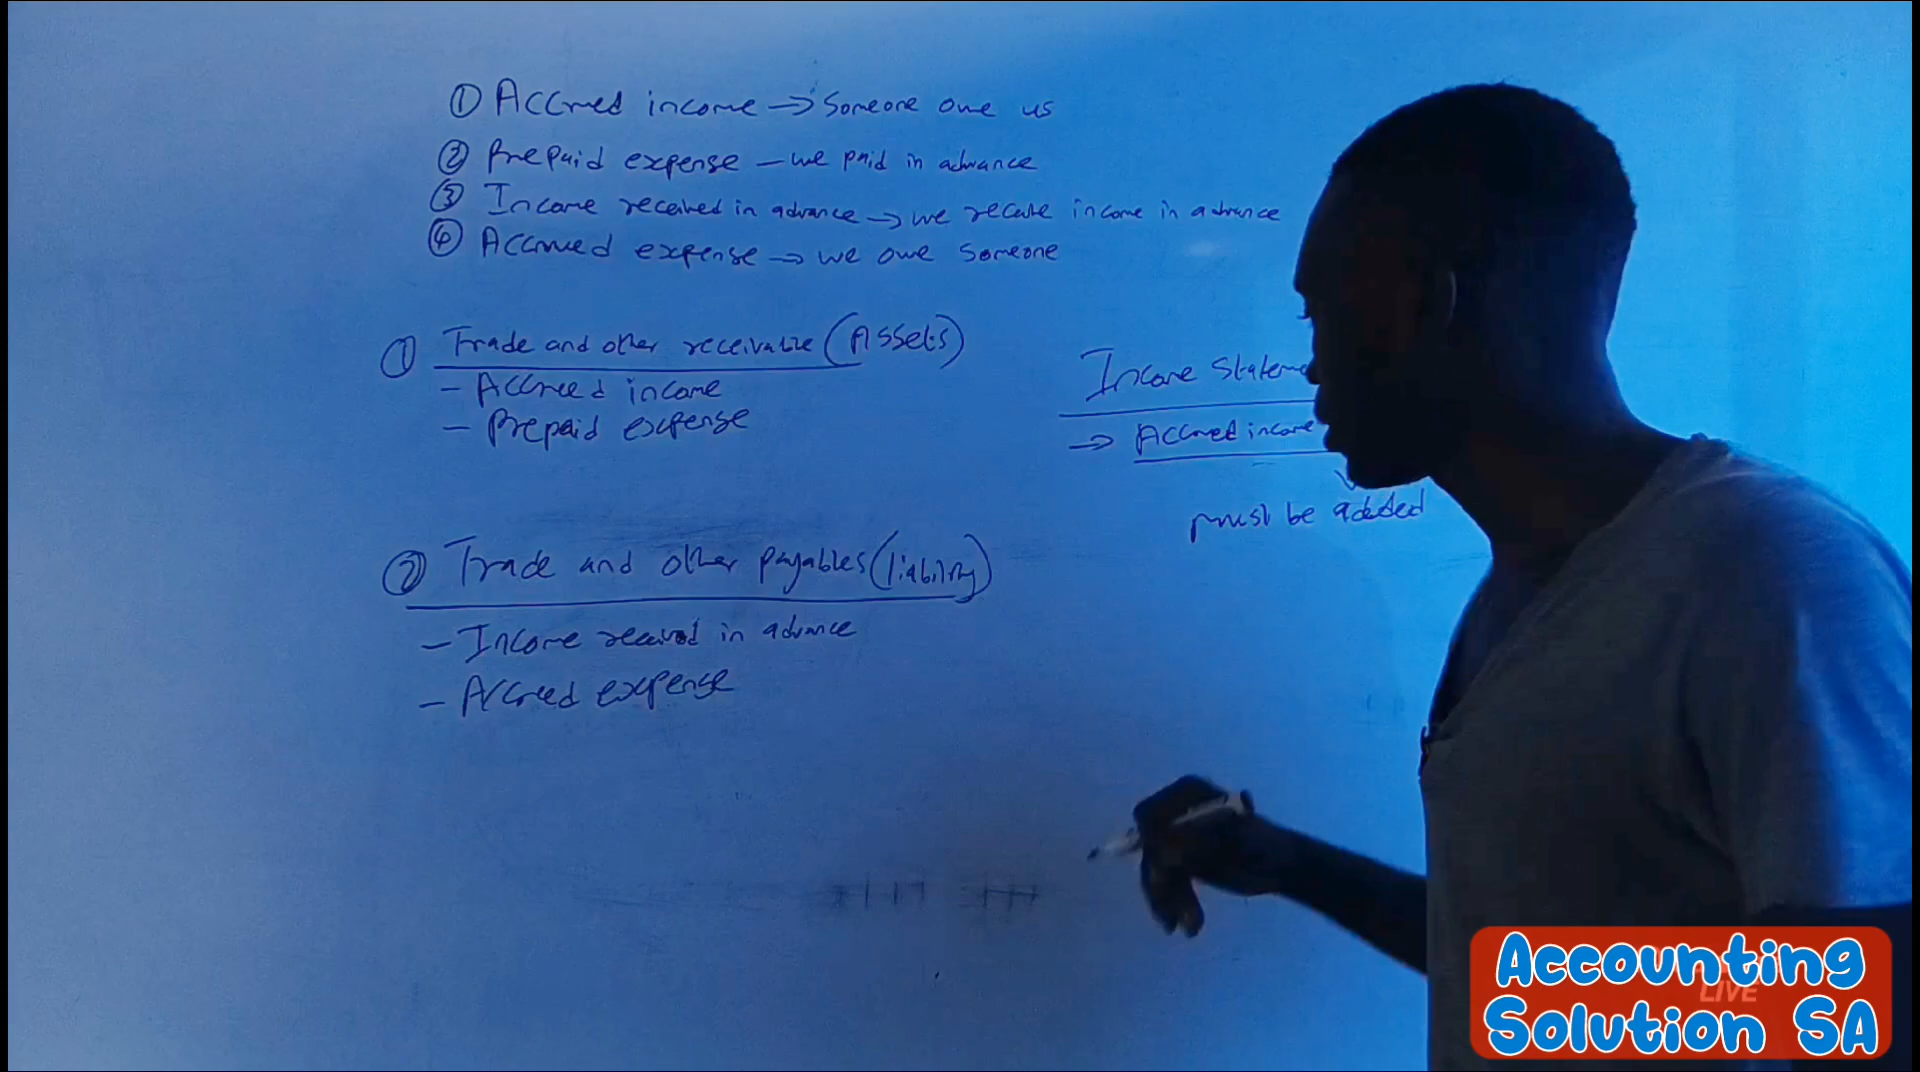 ① Accrued income → Someone owe us
② Prepaid expense – we paid in advance
③ Income received in advance → we receive income in advance
④ Accrued expense → we owe someone
① Trade and other receivable (Assets)
– Accrued income
– Prepaid expense
Income Stateme
→ Accrued income
must be added
② Trade and other payables (liability)
– Income received in advance
– Accrued expense
Accounting
LIVE
Solution SA